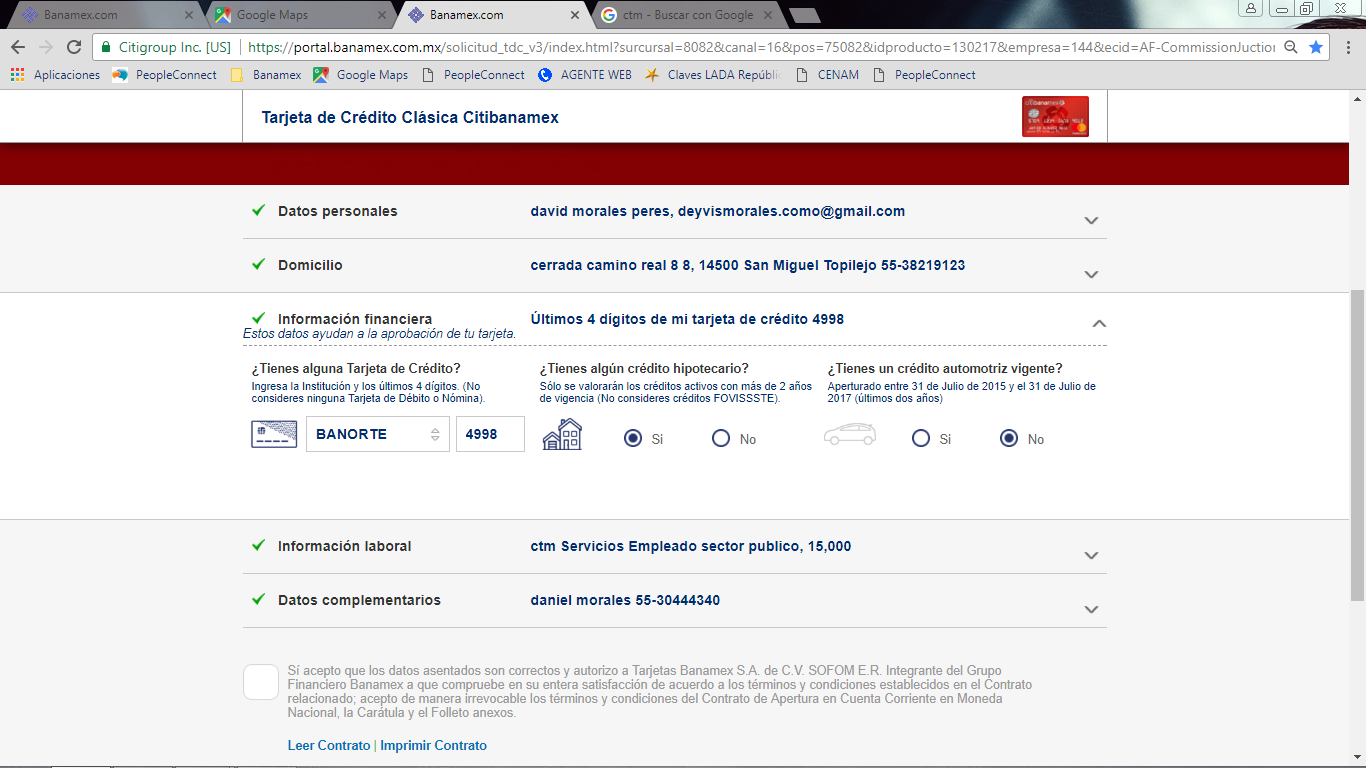 Banamex.com
Google Maps
Banamex.com
ctm - Buscar con Google
Citigroup Inc. [US] | https://portal.banamex.com.mx/solicitud_tdc_v3/index.html?surcursal=8082&canal=16&pos=75082&idproducto=130217&empresa=144&ecid=AF-CommissionJuction
Aplicaciones
PeopleConnect
Banamex
Google Maps
PeopleConnect
AGENTE WEB
Claves LADA Repúblic
CENAM
PeopleConnect
Tarjeta de Crédito Clásica Citibanamex
Datos personales
david morales peres, deyvismorales.como@gmail.com
Domicilio
cerrada camino real 8 8, 14500 San Miguel Topilejo 55-38219123
Información financiera
Últimos 4 dígitos de mi tarjeta de crédito 4998
Estos datos ayudan a la aprobación de tu tarjeta.
¿Tienes alguna Tarjeta de Crédito?
Ingresa la Institución y los últimos 4 dígitos. (No
consideres ninguna Tarjeta de Débito o Nómina).
BANORTE
4998
¿Tienes algún crédito hipotecario?
Sólo se valorarán los créditos activos con más de 2 años
de vigencia (No consideres créditos FOVISSSTE).
Si
No
¿Tienes un crédito automotriz vigente?
Aperturado entre 31 de Julio de 2015 y el 31 de Julio de
2017 (últimos dos años)
Si
No
Información laboral
ctm Servicios Empleado sector publico, 15,000
Datos complementarios
daniel morales 55-30444340
Sí acepto que los datos asentados son correctos y autorizo a Tarjetas Banamex S.A. de C.V. SOFOM E.R. Integrante del Grupo
Financiero Banamex a que compruebe en su entera satisfacción de acuerdo a los términos y condiciones establecidos en el Contrato
relacionado; acepto de manera irrevocable los términos y condiciones del Contrato de Apertura en Cuenta Corriente en Moneda
Nacional, la Carátula y el Folleto anexos.
Leer Contrato | Imprimir Contrato